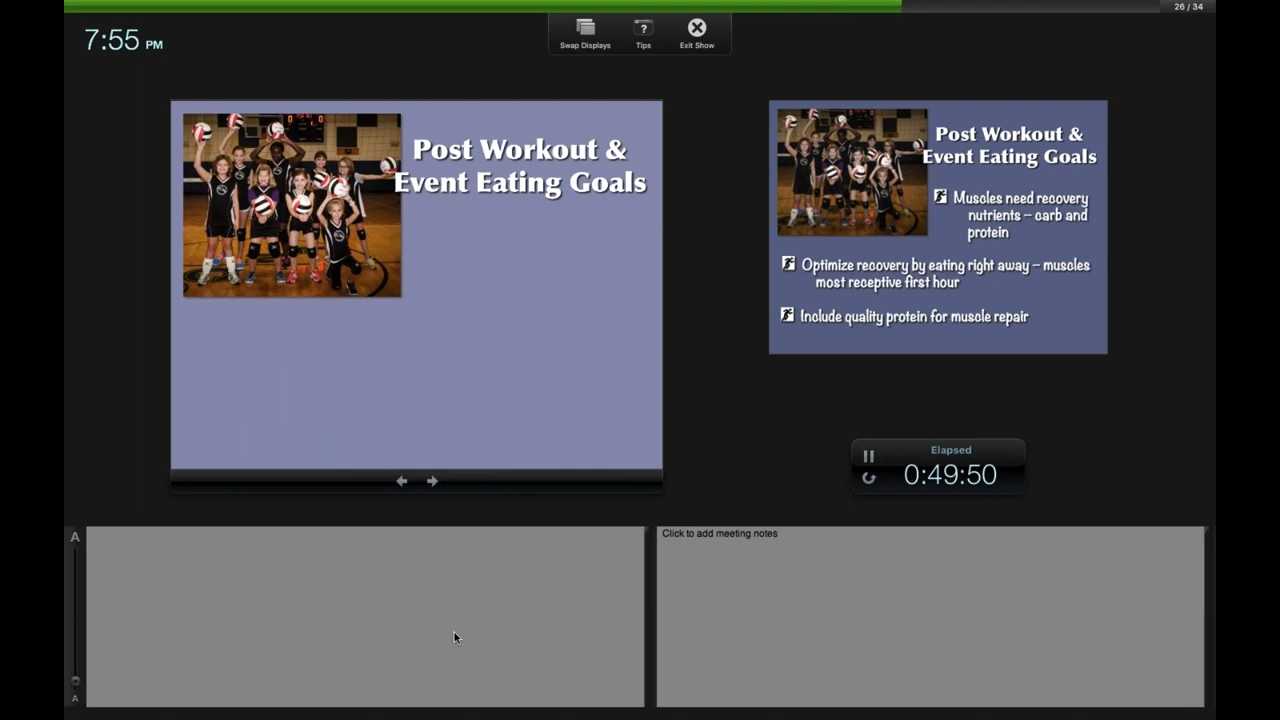 26 / 34
7:55 PM
Swap Displays
Tips
Exit Show
Post Workout &
Event Eating Goals
Post Workout &
Event Eating Goals
Muscles need recovery
nutrients – carb and
protein
Optimize recovery by eating right away – muscles
most receptive first hour
Include quality protein for muscle repair
Elapsed
0:49:50
A
A
Click to add meeting notes